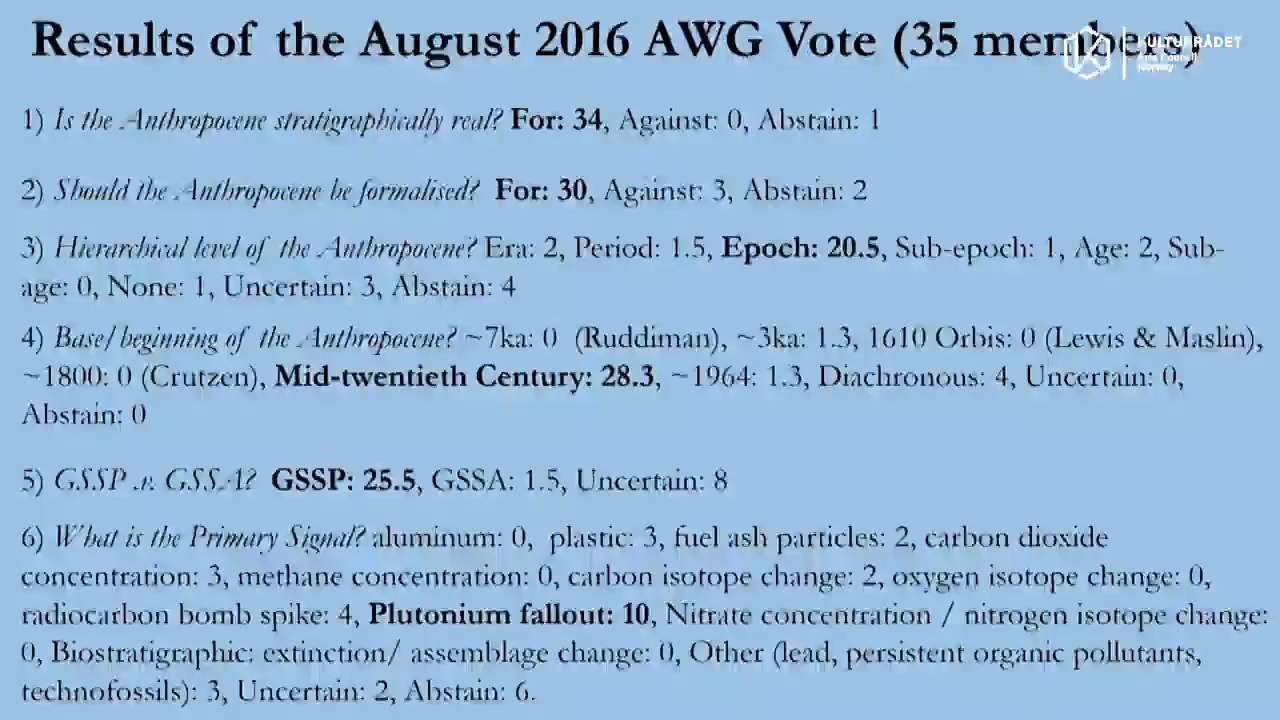 Results of the August 2016 AWG Vote (35 members)
KULTURRÅDET
Arts Council
Norway
1) Is the Anthropocene stratigraphically real? For: 34, Against: 0, Abstain: 1
2) Should the Anthropocene be formalised? For: 30, Against: 3, Abstain: 2
3) Hierarchical level of the Anthropocene? Era: 2, Period: 1.5, Epoch: 20.5, Sub-epoch: 1, Age: 2, Sub-
age: 0, None: 1, Uncertain: 3, Abstain: 4
4) Base/beginning of the Anthropocene? ~7ka: 0 (Ruddiman), ~3ka: 1.3, 1610 Orbis: 0 (Lewis & Maslin),
~1800: 0 (Crutzen), Mid-twentieth Century: 28.3, ~1964: 1.3, Diachronous: 4, Uncertain: 0,
Abstain: 0
5) GSSP v. GSSA? GSSP: 25.5, GSSA: 1.5, Uncertain: 8
6) What is the Primary Signal? aluminum: 0, plastic: 3, fuel ash particles: 2, carbon dioxide
concentration: 3, methane concentration: 0, carbon isotope change: 2, oxygen isotope change: 0,
radiocarbon bomb spike: 4, Plutonium fallout: 10, Nitrate concentration / nitrogen isotope change:
0, Biostratigraphic: extinction/ assemblage change: 0, Other (lead, persistent organic pollutants,
technofossils): 3, Uncertain: 2, Abstain: 6.